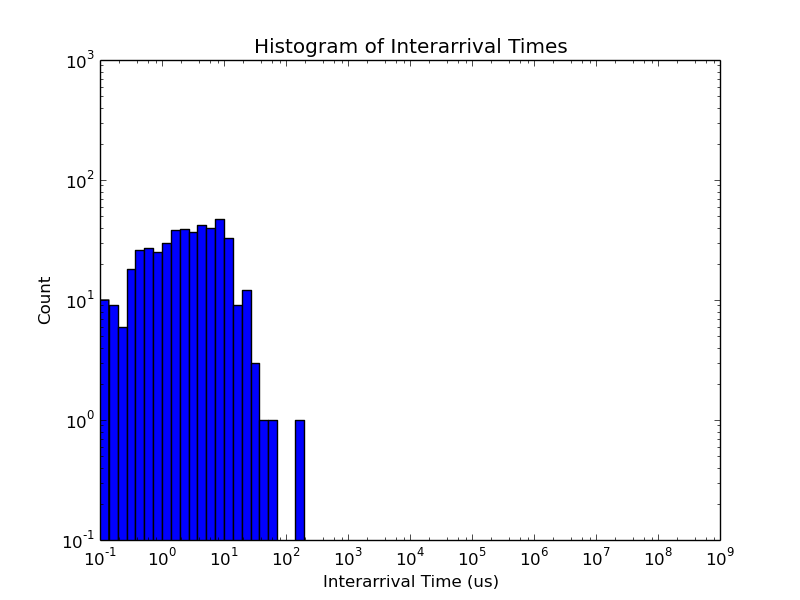 Histogram of Interarrival Times
10³
10²
10¹
10⁰
10⁻¹
Count
10⁻¹ 10⁰ 10¹ 10² 10³ 10⁴ 10⁵ 10⁶ 10⁷ 10⁸ 10⁹
Interarrival Time (us)